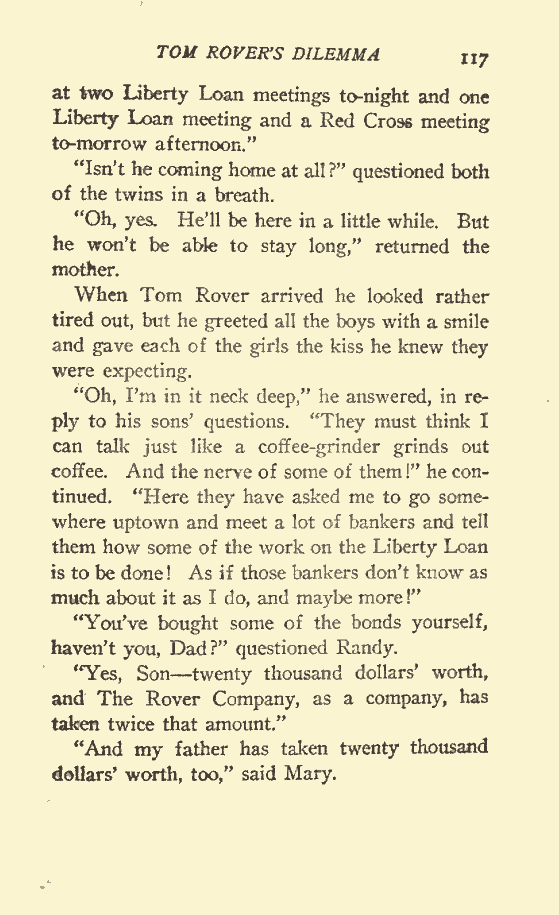 TOM ROVER'S DILEMMA 117
at two Liberty Loan meetings to-night and one
Liberty Loan meeting and a Red Cross meeting
to-morrow afternoon."
"Isn't he coming home at all?" questioned both
of the twins in a breath.
"Oh, yes. He'll be here in a little while. But
he won't be able to stay long," returned the
mother.
When Tom Rover arrived he looked rather
tired out, but he greeted all the boys with a smile
and gave each of the girls the kiss he knew they
were expecting.
"Oh, I'm in it neck deep," he answered, in re-
ply to his sons' questions. "They must think I
can talk just like a coffee-grinder grinds out
coffee. And the nerve of some of them!" he con-
tinued. "Here they have asked me to go some-
where uptown and meet a lot of bankers and tell
them how some of the work on the Liberty Loan
is to be done! As if those bankers don't know as
much about it as I do, and maybe more!"
"You've bought some of the bonds yourself,
haven't you, Dad?" questioned Randy.
"Yes, Son—twenty thousand dollars' worth,
and The Rover Company, as a company, has
taken twice that amount."
"And my father has taken twenty thousand
dollars' worth, too," said Mary.